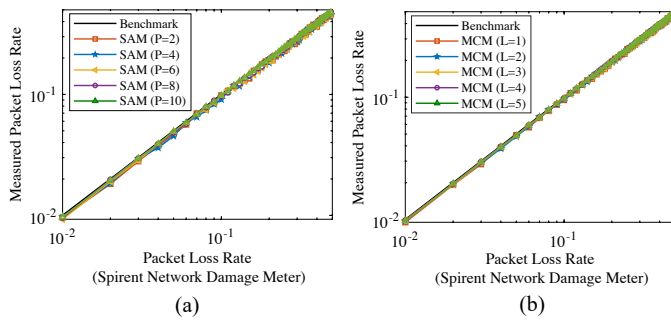 Benchmark
SAM (P=2)
SAM (P=4)
SAM (P=6)
SAM (P=8)
SAM (P=10)
Measured Packet Loss Rate
10⁻¹
10⁻²
10⁻² 10⁻¹
Packet Loss Rate
(Spirent Network Damage Meter)
(a)
Benchmark
MCM (L=1)
MCM (L=2)
MCM (L=3)
MCM (L=4)
MCM (L=5)
Measured Packet Loss Rate
10⁻¹
10⁻²
10⁻² 10⁻¹
Packet Loss Rate
(Spirent Network Damage Meter)
(b)